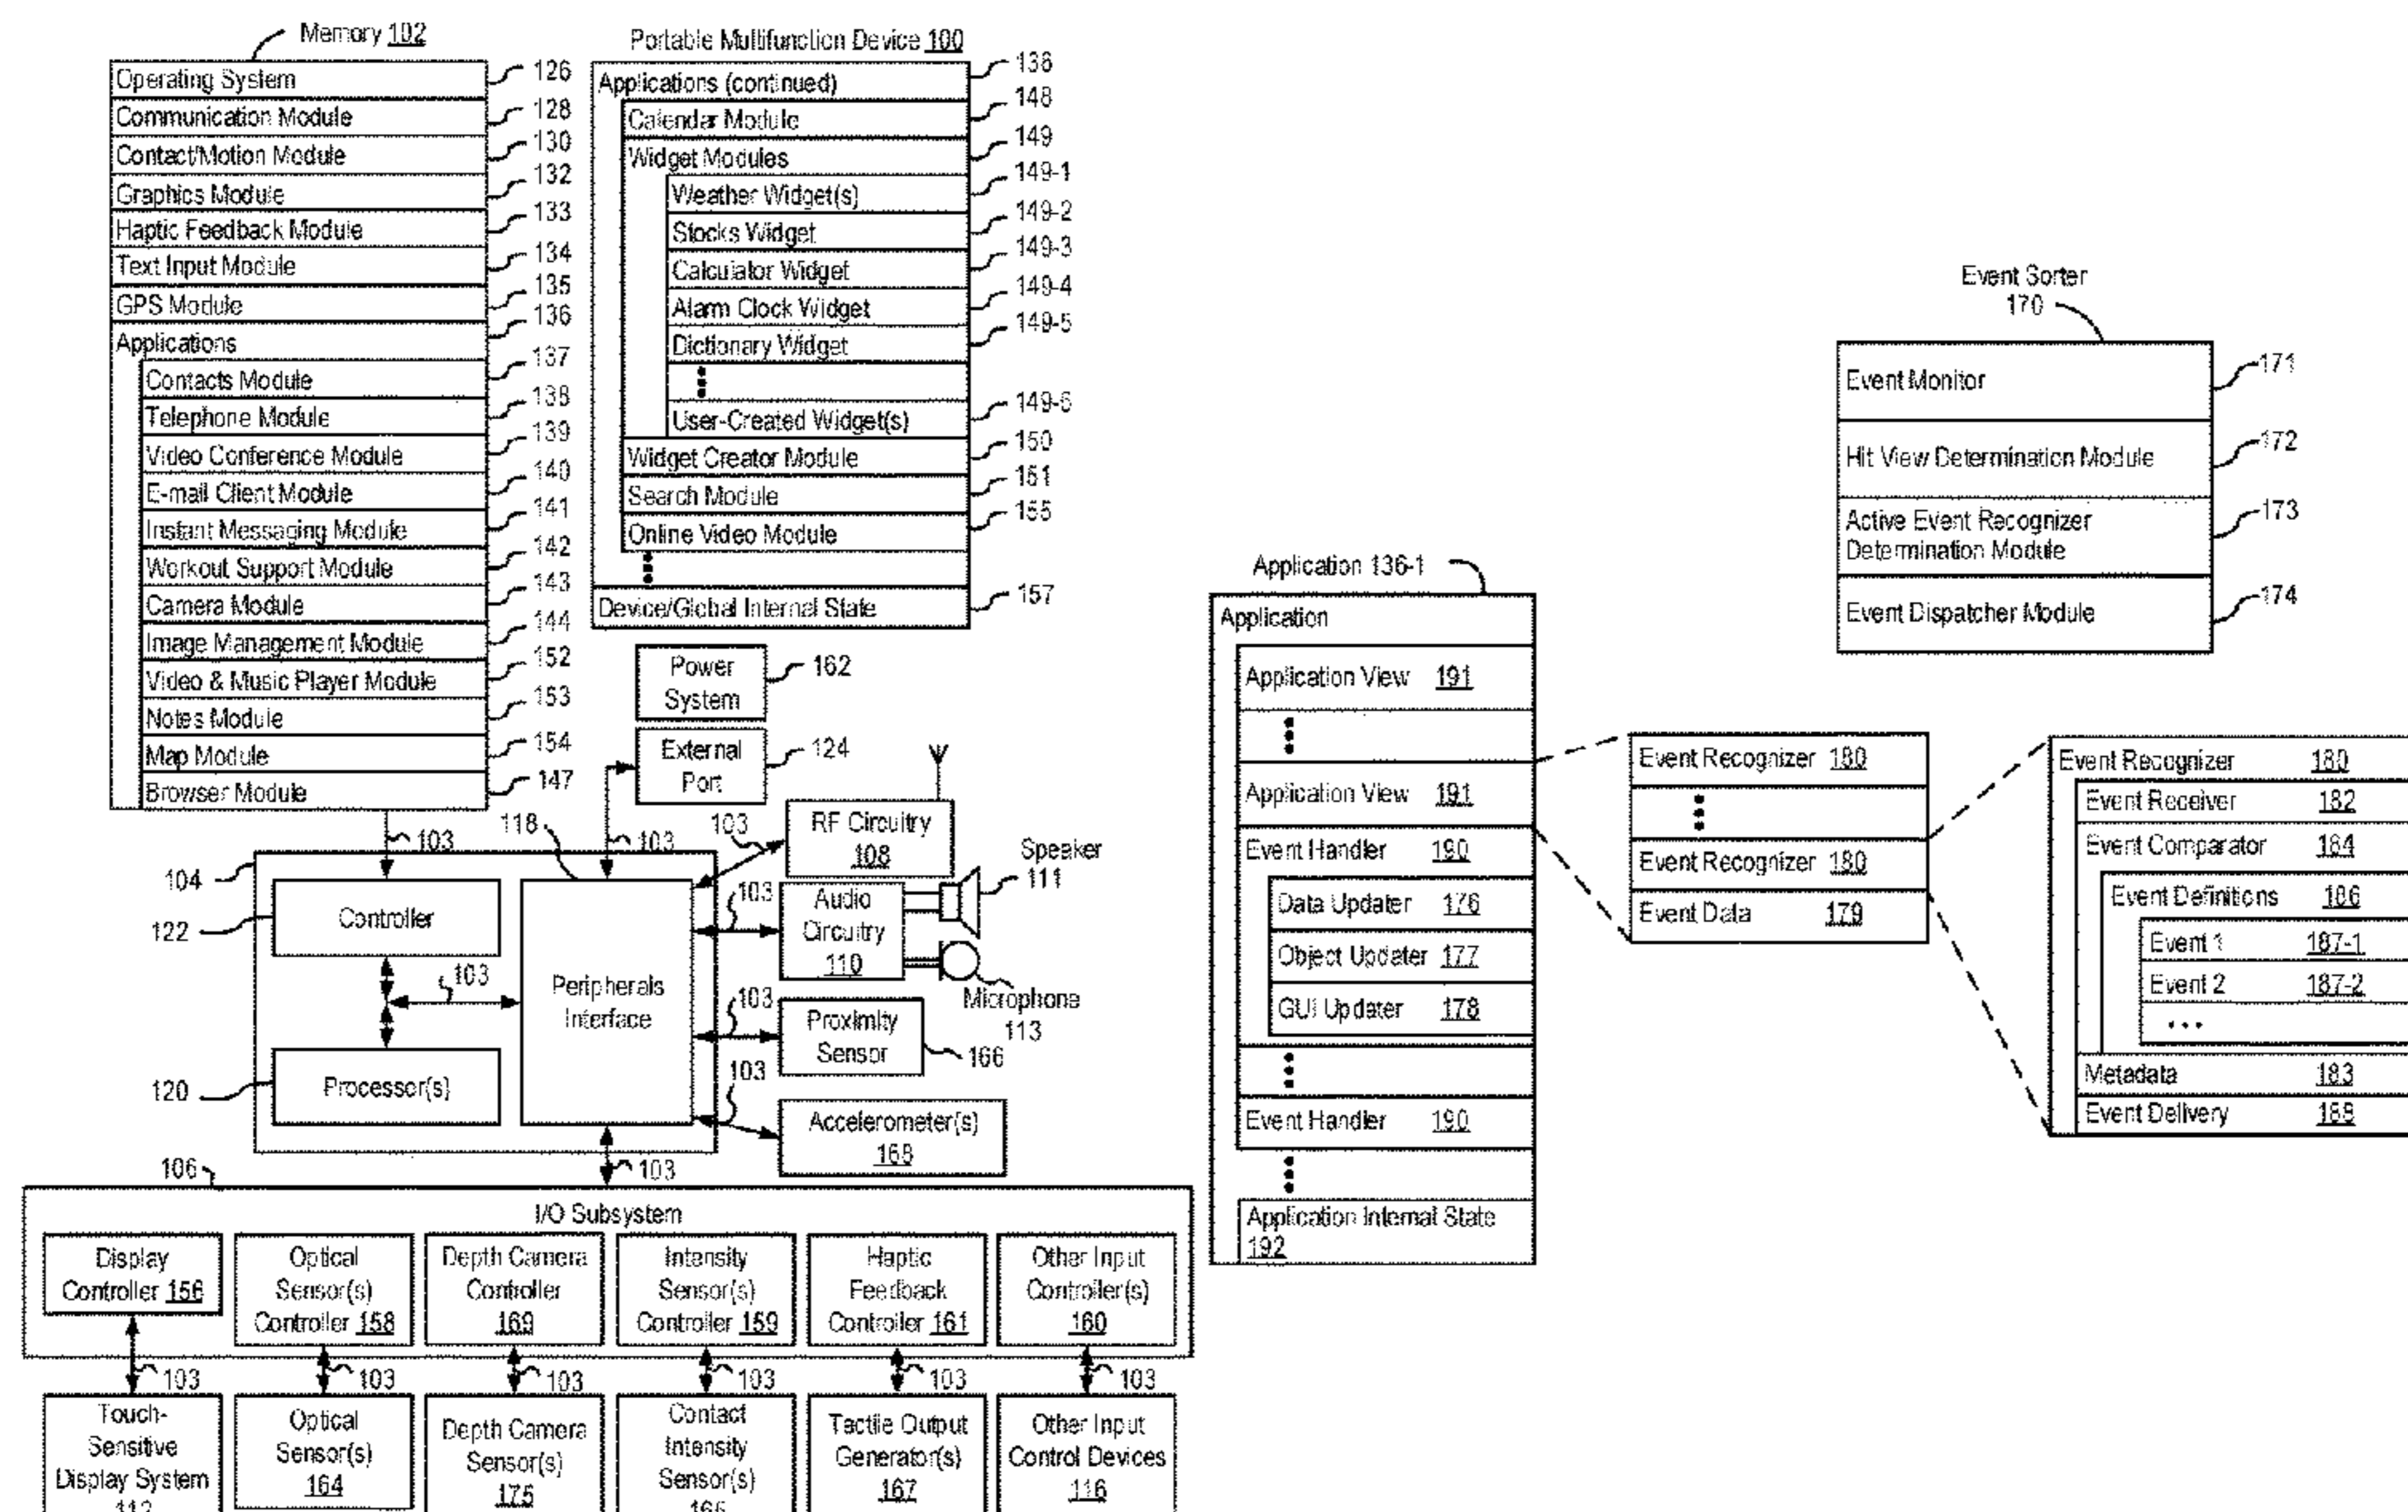 Memory 102
Operating System 126
Communication Module 128
Contact/Motion Module 130
Graphics Module 132
Haptic Feedback Module 133
Text Input Module 134
GPS Module 135
Applications 136
Contacts Module 137
Telephone Module 138
Video Conference Module 139
E-mail Client Module 140
Instant Messaging Module 141
Workout Support Module 142
Camera Module 143
Image Management Module 144
Video & Music Player Module 152
Notes Module 153
Map Module 154
Browser Module 147
Portable Multifunction Device 100
Applications (continued) 136
Calendar Module 148
Widget Modules 149
Weather Widget(s) 149-1
Stocks Widget 149-2
Calculator Widget 149-3
Alarm Clock Widget 149-4
Dictionary Widget 149-5
User-Created Widget(s) 149-6
Widget Creator Module 150
Search Module 151
Online Video Module 155
Device/Global Internal State 157
Power
System
162
External
Port
124
103
118
103
103
RF Circuitry
108
Speaker
111
104
122
Controller
103
Audio
Circuitry
110
103
Peripherals
Interface
Microphone
113
103
Proximity
Sensor
166
120
Processor(s)
103
Accelerometer(s)
168
106
103
I/O Subsystem
Display
Controller 156
Optical
Sensor(s)
Controller 158
Depth Camera
Controller
169
Intensity
Sensor(s)
Controller 159
Haptic
Feedback
Controller 161
Other Input
Controller(s)
160
103
103
103
103
103
103
Touch-
Sensitive
Display System
112
Optical
Sensor(s)
164
Depth Camera
Sensor(s)
175
Contact
Intensity
Sensor(s)
165
Tactile Output
Generator(s)
167
Other Input
Control Devices
116
Application 136-1
Application
Application View 191
Application View 191
Event Handler 190
Data Updater 176
Object Updater 177
GUI Updater 178
Event Handler 190
Application Internal State
192
Event Sorter
170
Event Monitor 171
Hit View Determination Module 172
Active Event Recognizer
Determination Module
173
Event Dispatcher Module 174
Event Recognizer 180
Event Recognizer 180
Event Data 179
Event Recognizer 180
Event Receiver 182
Event Comparator 184
Event Definitions 186
Event 1 187-1
Event 2 187-2
...
Metadata 183
Event Delivery 188